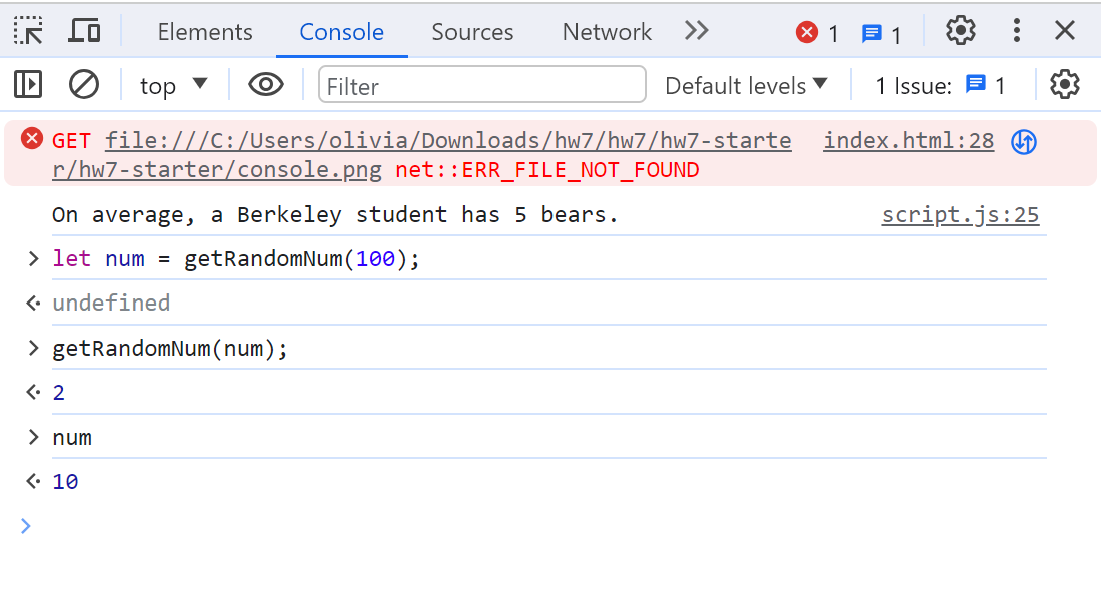 Elements Console Sources Network 1 1
top Filter Default levels 1 Issue: 1
GET file:///C:/Users/olivia/Downloads/hw7/hw7/hw7-starte index.html:28
r/hw7-starter/console.png net::ERR_FILE_NOT_FOUND
On average, a Berkeley student has 5 bears. script.js:25
> let num = getRandomNum(100);
undefined
> getRandomNum(num);
2
> num
10
>